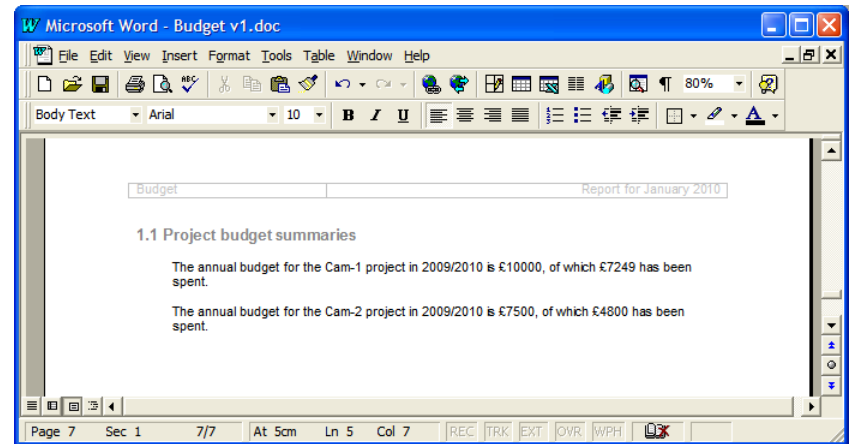 Microsoft Word - Budget v1.doc
File Edit View Insert Format Tools Table Window Help
ABC 80%
Body Text Arial 10 B I U A
Budget Report for January 2010
1.1 Project budget summaries
The annual budget for the Cam-1 project in 2009/2010 is £10000, of which £7249 has been
spent.
The annual budget for the Cam-2 project in 2009/2010 is £7500, of which £4800 has been
spent.
Page 7 Sec 1 7/7 At 5cm Ln 5 Col 7 REC TRK EXT OVR WPH